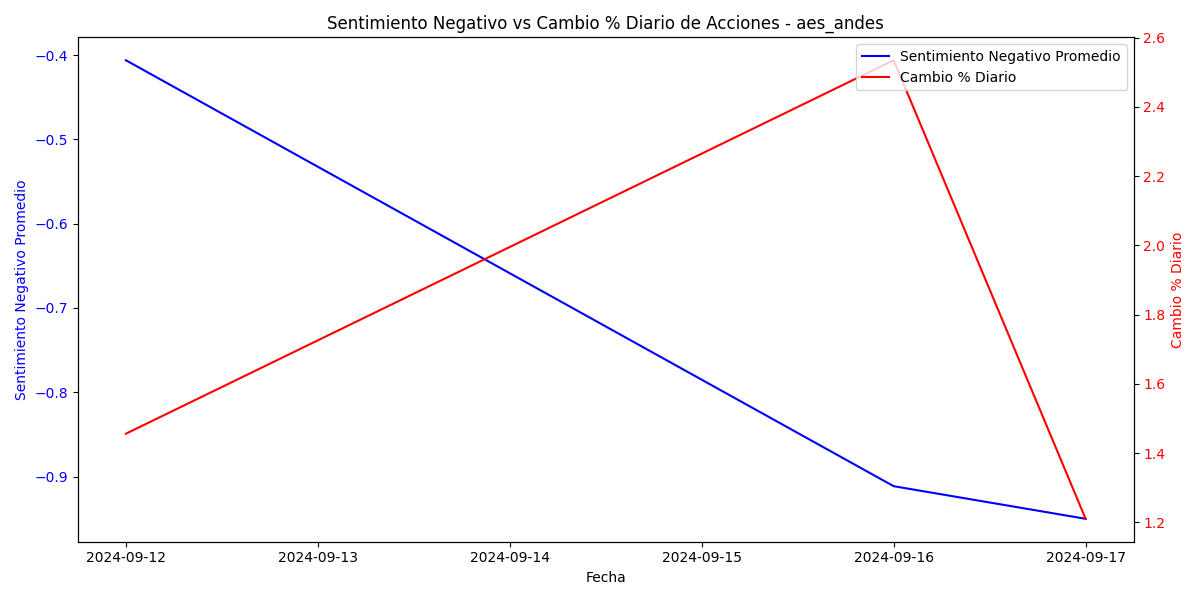 Sentimiento Negativo vs Cambio % Diario de Acciones - aes_andes
Sentimiento Negativo Promedio
Cambio % Diario
−0.4
−0.5
−0.6
−0.7
−0.8
−0.9
Sentimiento Negativo Promedio
2.6
2.4
2.2
2.0
1.8
1.6
1.4
1.2
Cambio % Diario
2024-09-12 2024-09-13 2024-09-14 2024-09-15 2024-09-16 2024-09-17
Fecha